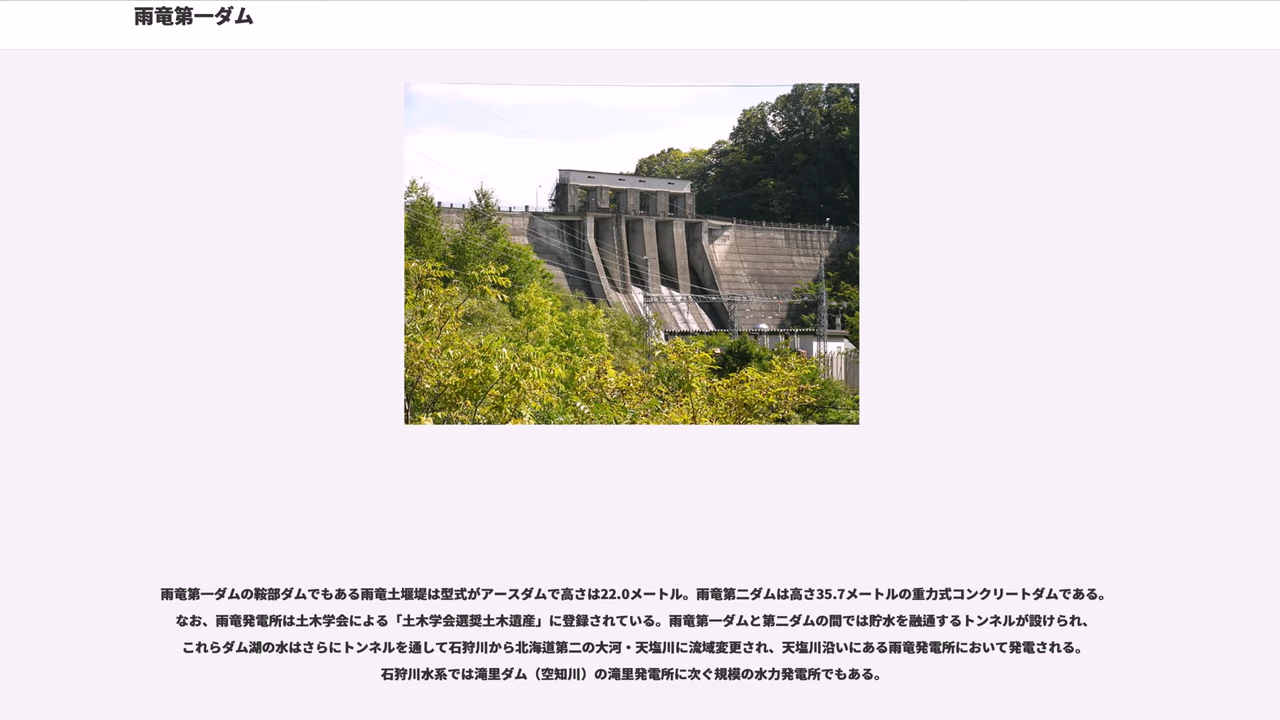 雨竜第一ダム
雨竜第一ダムの鞍部ダムでもある雨竜土堰堤は型式がアースダムで高さは22.0メートル。雨竜第二ダムは高さ35.7メートルの重力式コンクリートダムである。
なお、雨竜発電所は土木学会による「土木学会選奨土木遺産」に登録されている。雨竜第一ダムと第二ダムの間では貯水を融通するトンネルが設けられ、
これらダム湖の水はさらにトンネルを通して石狩川から北海道第二の大河・天塩川に流域変更され、天塩川沿いにある雨竜発電所において発電される。
石狩川水系では滝里ダム（空知川）の滝里発電所に次ぐ規模の水力発電所でもある。